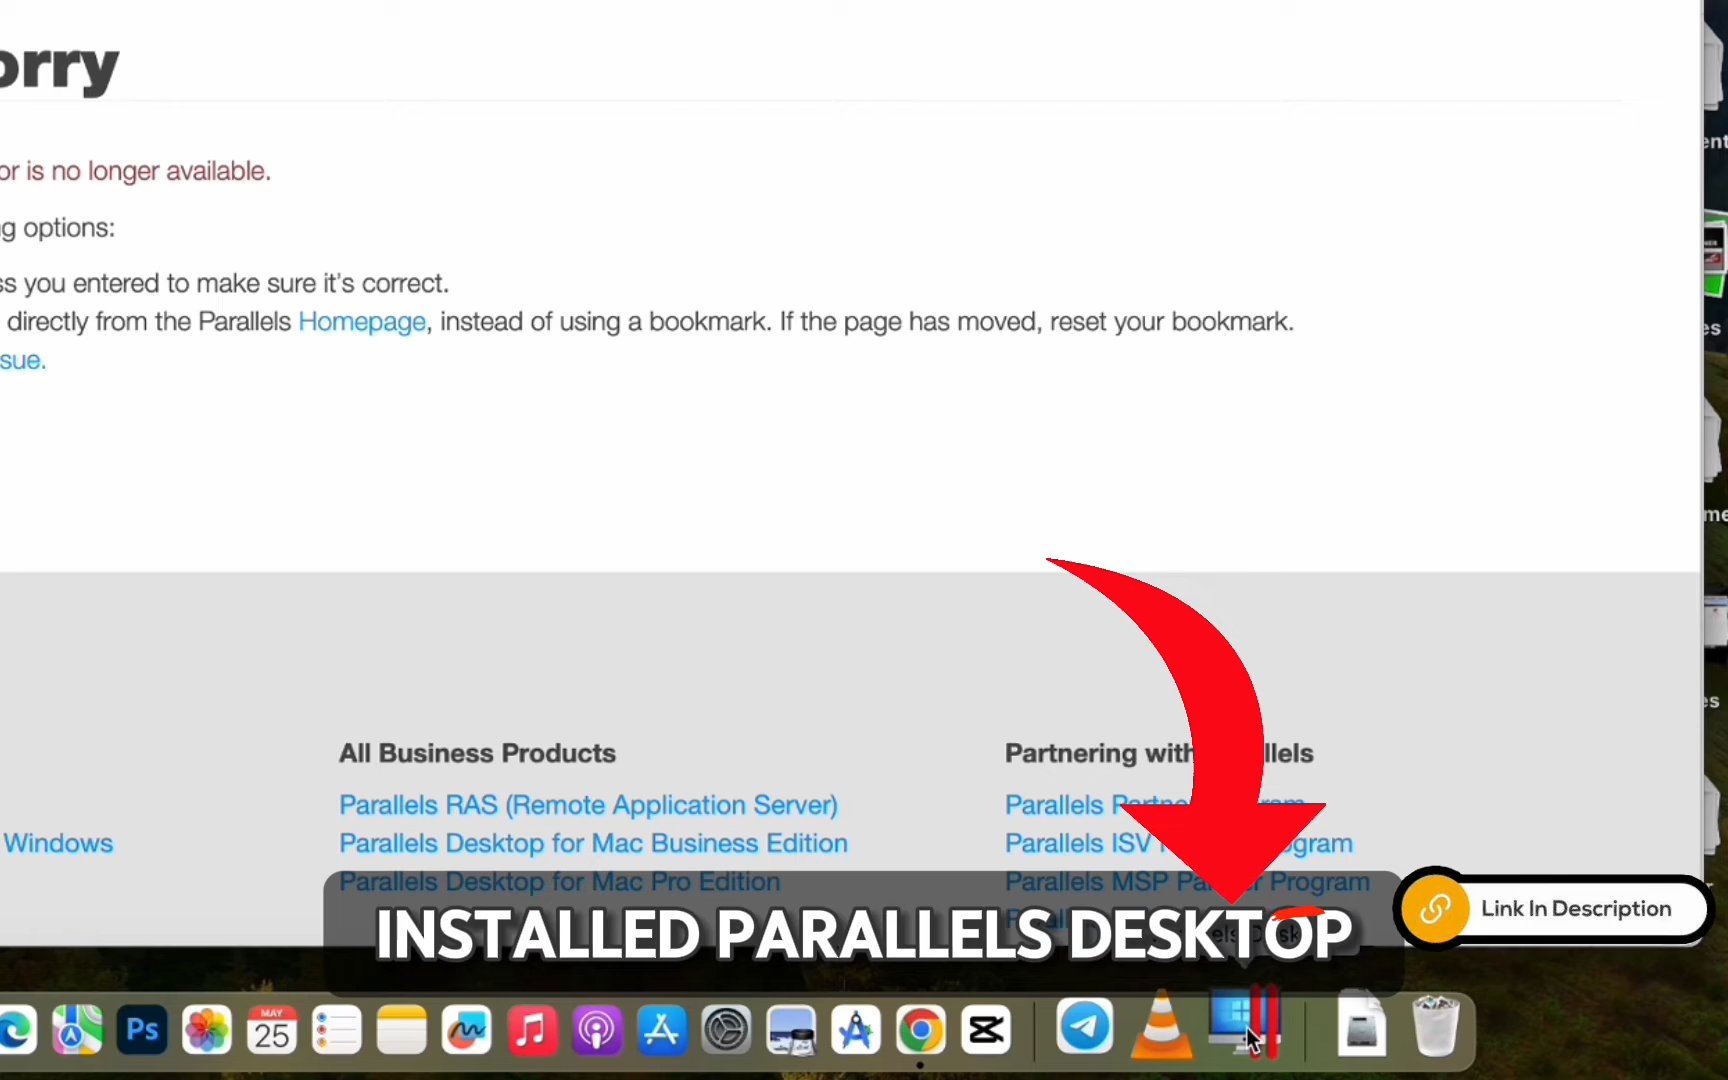 orry
or is no longer available.
g options:
ss you entered to make sure it's correct.
directly from the Parallels Homepage, instead of using a bookmark. If the page has moved, reset your bookmark.
sue.
All Business Products
Partnering with
llels
Parallels RAS (Remote Application Server)
Parallels
Windows
Parallels Desktop for Mac Business Edition
Parallels ISV
gram
Parallels Desktop for Mac Pro Edition
Parallels MSP
Program
INSTALLED PARALLELS DESKTOP
Link In Description
Ps
MAY
25